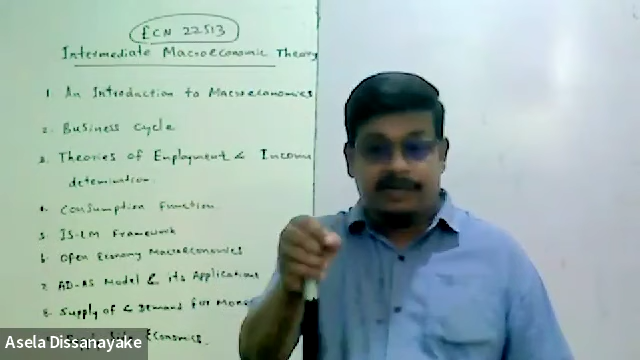 ECN 22513
Intermediate Macroeconomic Theory
1. An Introduction to Macroeconomics
2. Business Cycle
3. Theories of Employment & Income
detemination.
4. Consumption Function
5. IS-LM Framework
6. Open Economy Macroeconomics
7. AD-AS Model & its Applications
8. Supply of & Demand for Mone
Economics.
Asela Dissanayake